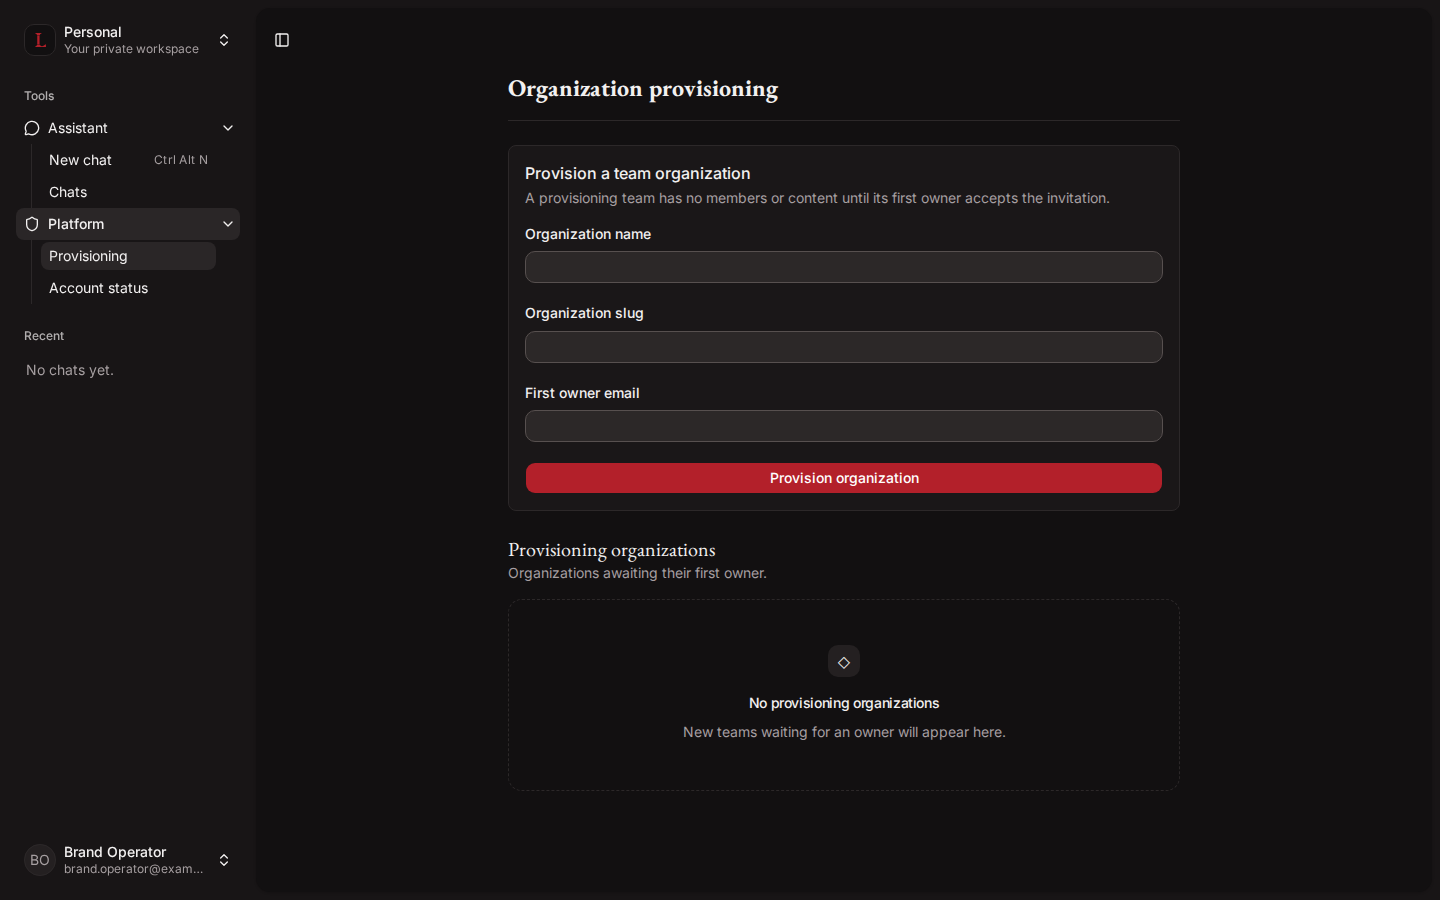 L
Personal
Your private workspace
Tools
Assistant
New chat Ctrl Alt N
Chats
Platform
Provisioning
Account status
Recent
No chats yet.
Brand Operator
BO
brand.operator@exam...
Organization provisioning
Provision a team organization
A provisioning team has no members or content until its first owner accepts the invitation.
Organization name
Organization slug
First owner email
Provision organization
Provisioning organizations
Organizations awaiting their first owner.
No provisioning organizations
New teams waiting for an owner will appear here.